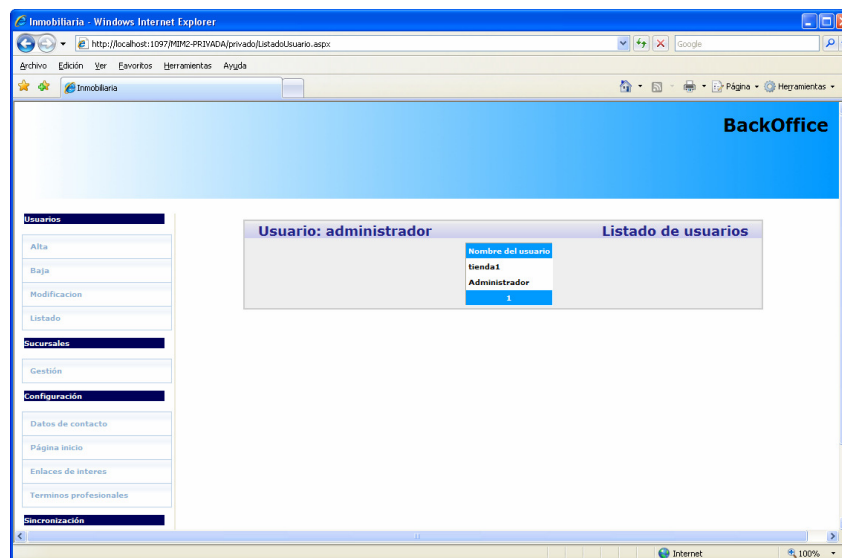 Inmobiliaria - Windows Internet Explorer
http://localhost:1097/MIM2-PRIVADA/privado/ListadoUsuario.aspx
Google
Archivo Edición Ver Favoritos Herramientas Ayuda
Inmobiliaria
Página
Herramientas
BackOffice
Usuarios
Alta
Baja
Modificacion
Listado
Sucursales
Gestión
Configuración
Datos de contacto
Página inicio
Enlaces de interes
Terminos profesionales
Sincronización
Usuario: administrador
Listado de usuarios
Nombre del usuario
tienda1
Administrador
1
Internet
100%